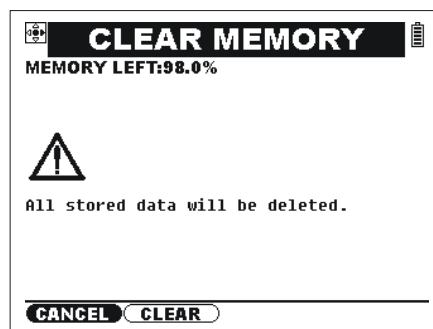 CLEAR MEMORY
MEMORY LEFT:98.0%
All stored data will be deleted.
CANCEL CLEAR